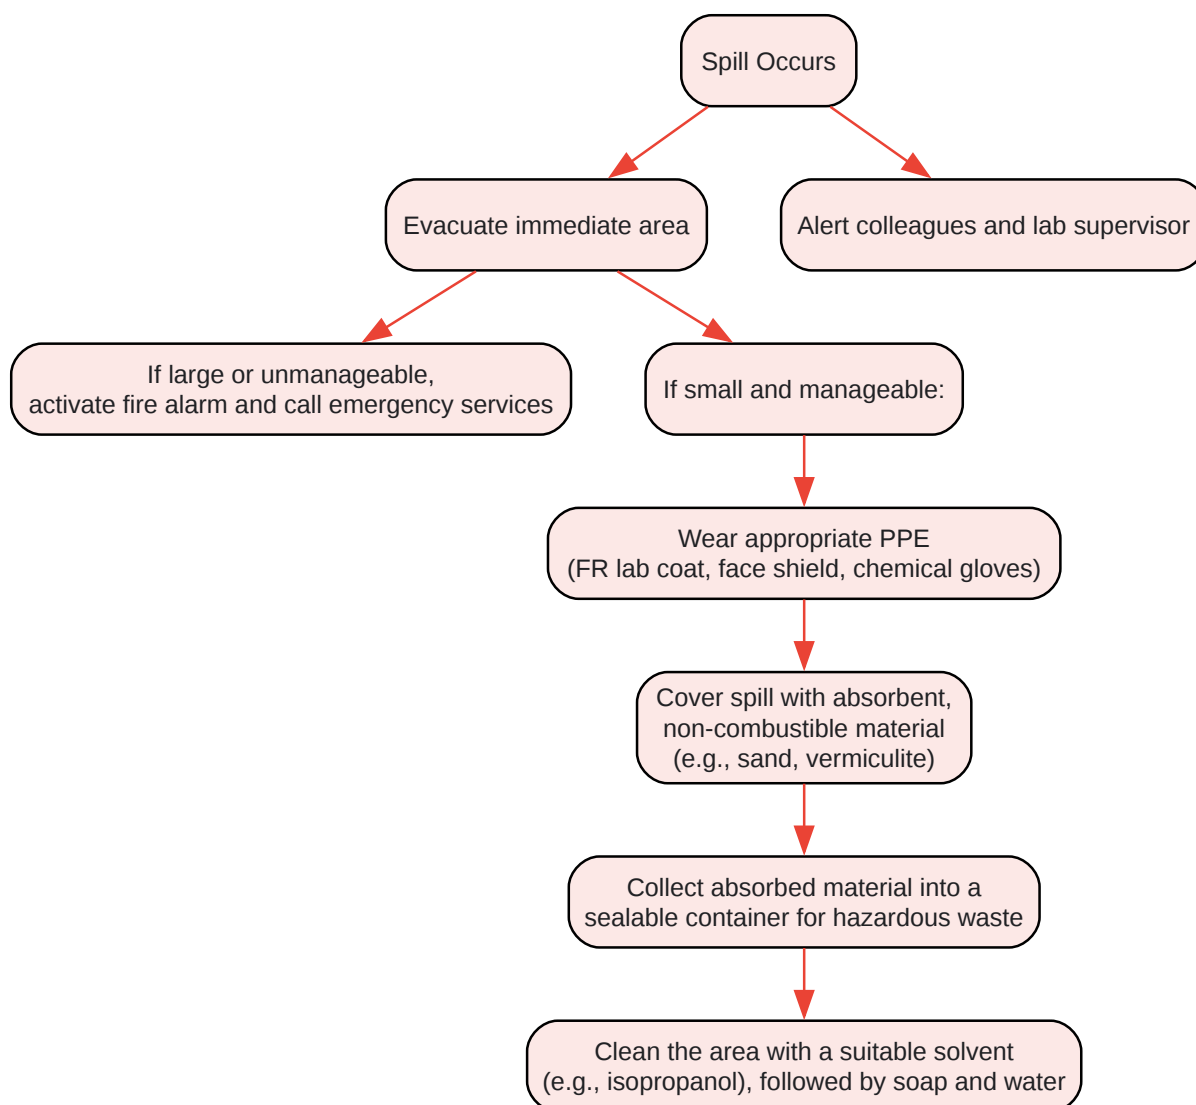 Spill Occurs
Evacuate immediate area
Alert colleagues and lab supervisor
If large or unmanageable,
activate fire alarm and call emergency services
If small and manageable:
Wear appropriate PPE
(FR lab coat, face shield, chemical gloves)
Cover spill with absorbent,
non-combustible material
(e.g., sand, vermiculite)
Collect absorbed material into a
sealable container for hazardous waste
Clean the area with a suitable solvent
(e.g., isopropanol), followed by soap and water